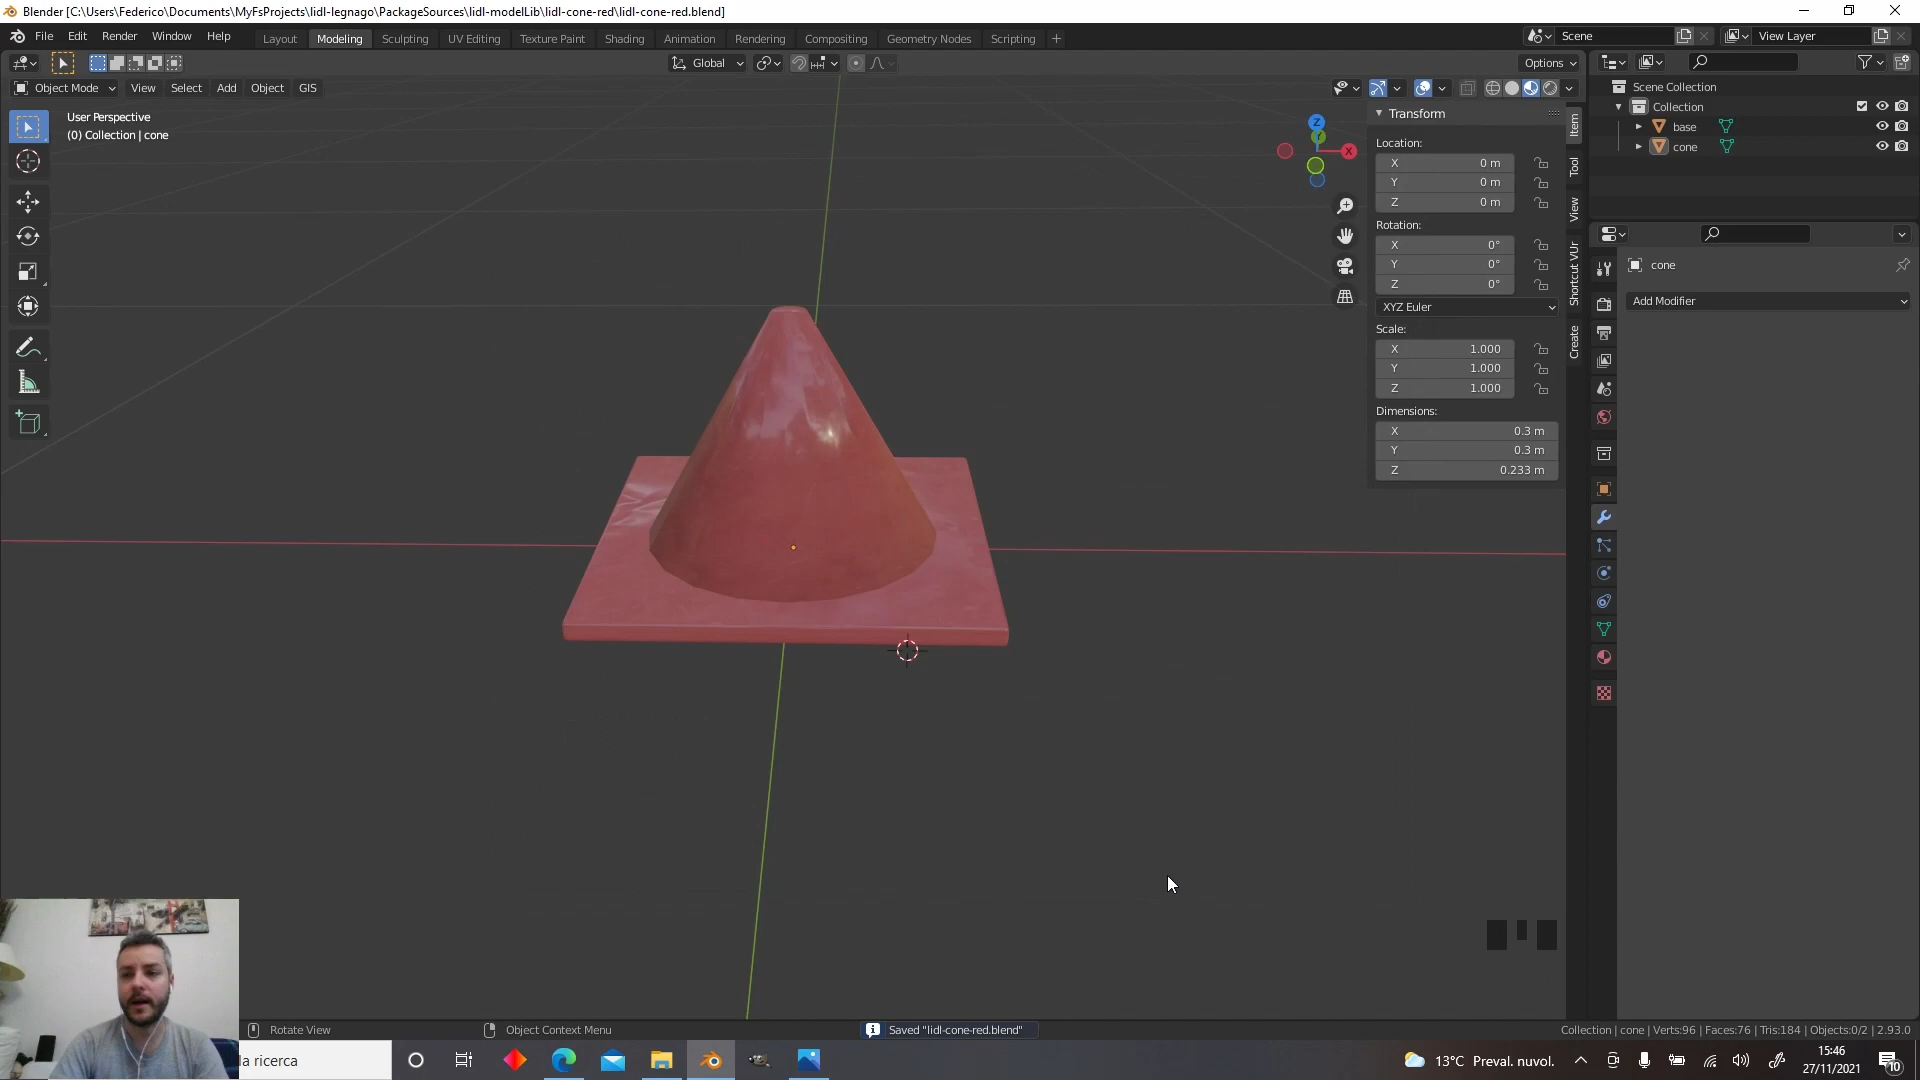 Blender [C:\Users\Federico\Documents\MyFsProjects\lidl-legnago\PackageSources\lidl-modelLib\lidl-cone-red\lidl-cone-red.blend]
File Edit Render Window Help
Layout Modeling Sculpting UV Editing Texture Paint Shading Animation Rendering Compositing Geometry Nodes Scripting +
Scene
View Layer
Global
Options
Object Mode View Select Add Object GIS
User Perspective
(0) Collection | cone
Z
X
Transform
Location:
X 0 m
Y 0 m
Z 0 m
Rotation:
X 0°
Y 0°
Z 0°
XYZ Euler
Scale:
X 1.000
Y 1.000
Z 1.000
Dimensions:
X 0.3 m
Y 0.3 m
Z 0.233 m
Item
Tool
View
Shortcut VUr
Create
Scene Collection
Collection
base
cone
cone
Add Modifier
Rotate View
Object Context Menu
Saved "lidl-cone-red.blend"
Collection | cone | Verts:96 | Faces:76 | Tris:184 | Objects:0/2 | 2.93.0
la ricerca
13°C Preval. nuvol.
15:46
27/11/2021
10